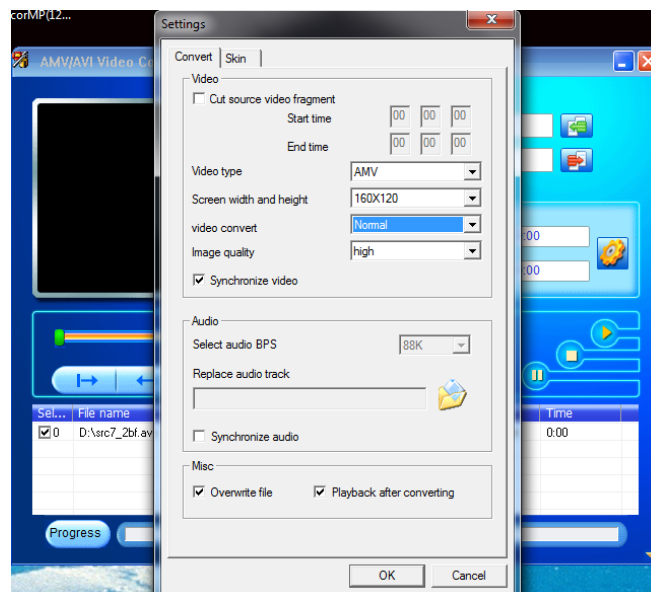 corMP(12...
Settings
AMV/AVI Video Co
Convert
Skin
Video
Cut source video fragment
Start time 00 00 00
End time 00 00 00
Video type AMV
Screen width and height 160X120
video convert Normal
Image quality high
Synchronize video
:00
:00
Audio
Select audio BPS 88K
Replace audio track
Synchronize audio
Sel... File name Time
0 D:\src7_2bf.av 0:00
Misc
Overwrite file Playback after converting
Progress
OK Cancel